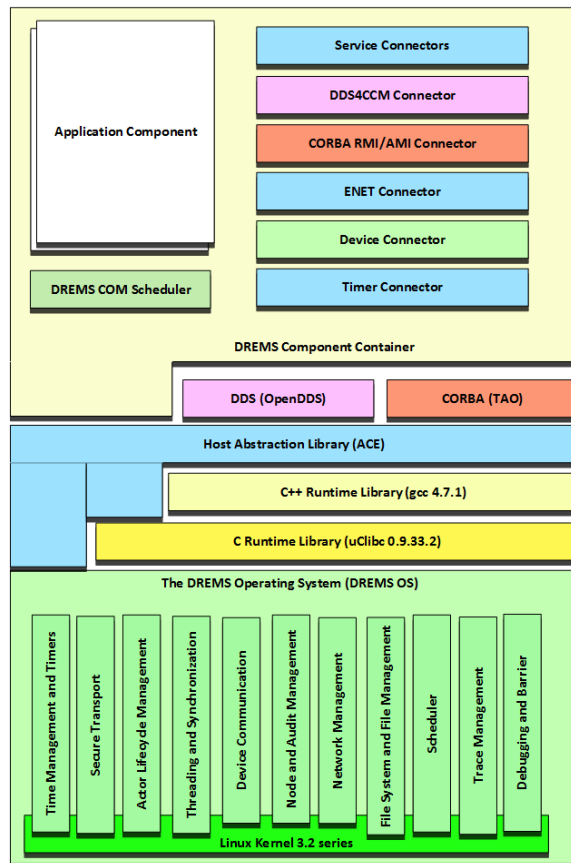 Application Component
DREMS COM Scheduler
Service Connectors
DDS4CCM Connector
CORBA RMI/AMI Connector
ENET Connector
Device Connector
Timer Connector
DREMS Component Container
DDS (OpenDDS)
CORBA (TAO)
Host Abstraction Library (ACE)
C++ Runtime Library (gcc 4.7.1)
C Runtime Library (uClibc 0.9.33.2)
The DREMS Operating System (DREMS OS)
Time Management and Timers
Secure Transport
Actor Lifecycle Management
Threading and Synchronization
Device Communication
Node and Audit Management
Network Management
File System and File Management
Scheduler
Trace Management
Debugging and Barrier
Linux Kernel 3.2 series